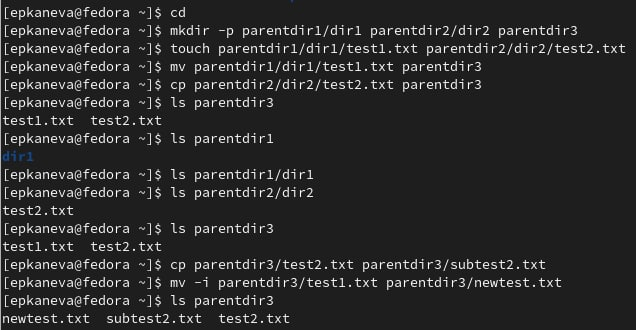 [epkaneva@fedora ~]$ cd
[epkaneva@fedora ~]$ mkdir -p parentdir1/dir1 parentdir2/dir2 parentdir3
[epkaneva@fedora ~]$ touch parentdir1/dir1/test1.txt parentdir2/dir2/test2.txt
[epkaneva@fedora ~]$ mv parentdir1/dir1/test1.txt parentdir3
[epkaneva@fedora ~]$ cp parentdir2/dir2/test2.txt parentdir3
[epkaneva@fedora ~]$ ls parentdir3
test1.txt  test2.txt
[epkaneva@fedora ~]$ ls parentdir1
dir1
[epkaneva@fedora ~]$ ls parentdir1/dir1
[epkaneva@fedora ~]$ ls parentdir2/dir2
test2.txt
[epkaneva@fedora ~]$ ls parentdir3
test1.txt  test2.txt
[epkaneva@fedora ~]$ cp parentdir3/test2.txt parentdir3/subtest2.txt
[epkaneva@fedora ~]$ mv -i parentdir3/test1.txt parentdir3/newtest.txt
[epkaneva@fedora ~]$ ls parentdir3
newtest.txt  subtest2.txt  test2.txt